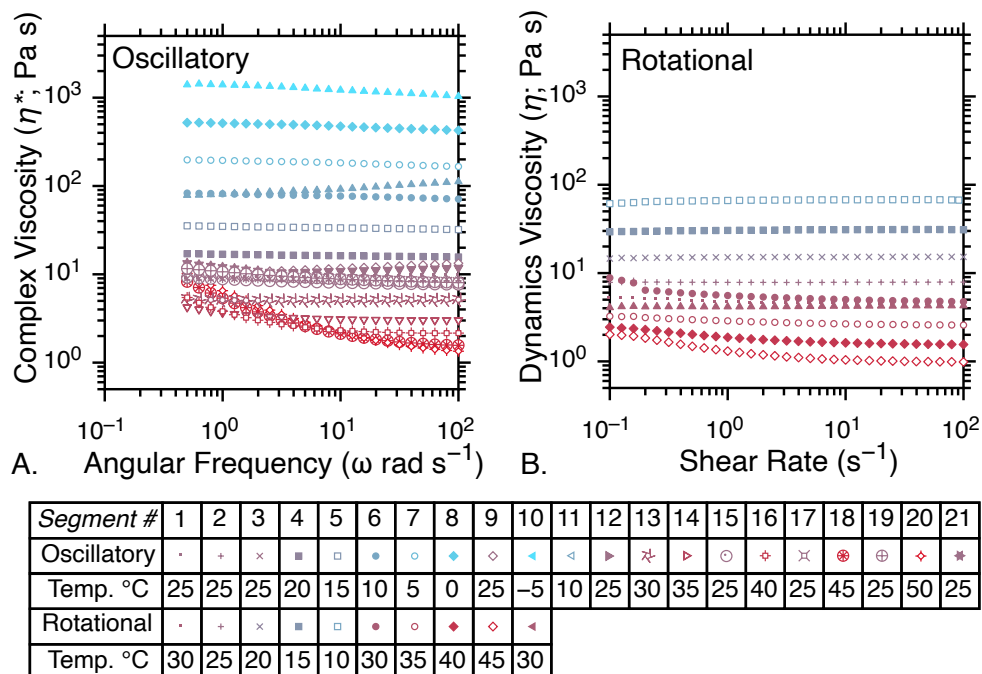 Oscillatory
Rotational
Complex Viscosity (η*; Pa s)
10³
10²
10¹
10⁰
10⁻¹
10⁰
10¹
10²
A.
Angular Frequency (ω rad s⁻¹)
Dynamics Viscosity (η; Pa s)
10³
10²
10¹
10⁰
10⁻¹
10⁰
10¹
10²
B.
Shear Rate (s⁻¹)
Segment # 1 2 3 4 5 6 7 8 9 10 11 12 13 14 15 16 17 18 19 20 21
Oscillatory
Temp. °C 25 25 25 20 15 10 5 0 25 −5 10 25 30 35 25 40 25 45 25 50 25
Rotational
Temp. °C 30 25 20 15 10 30 35 40 45 30